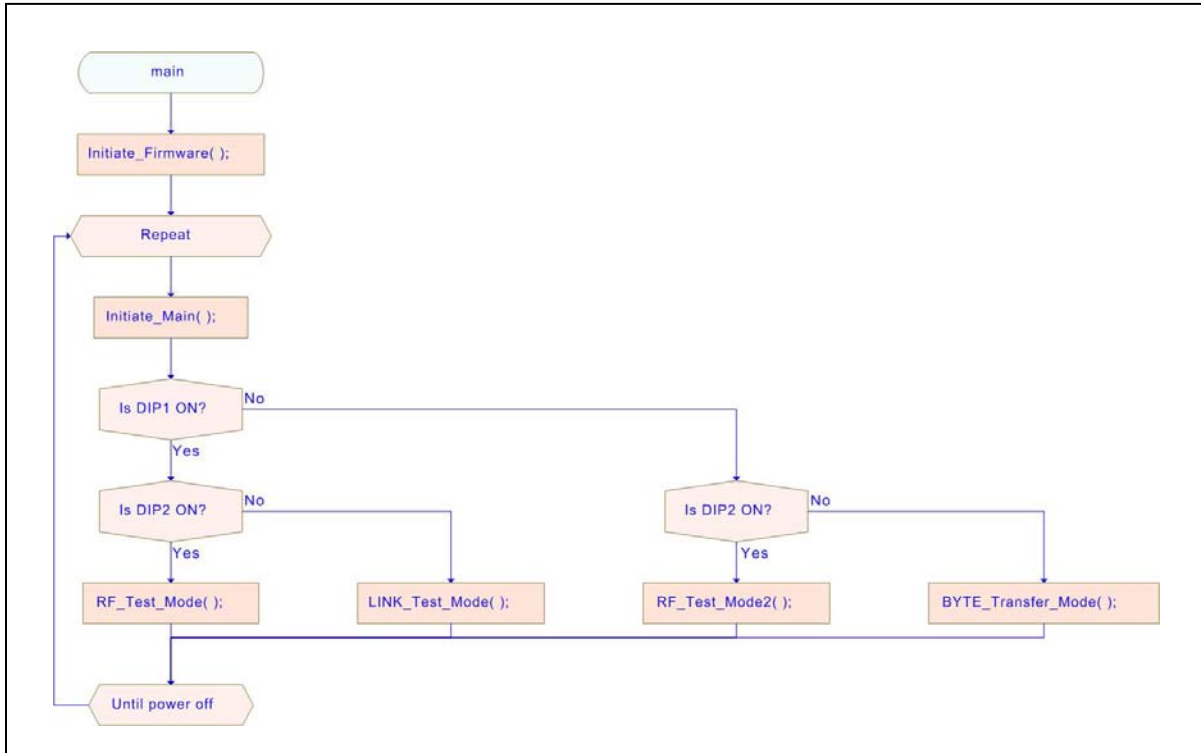 main
Initiate_Firmware( );
Repeat
Initiate_Main( );
Is DIP1 ON?
No
Yes
Is DIP2 ON?
No
Is DIP2 ON?
No
Yes
Yes
RF_Test_Mode( );
LINK_Test_Mode( );
RF_Test_Mode2( );
BYTE_Transfer_Mode( );
Until power off